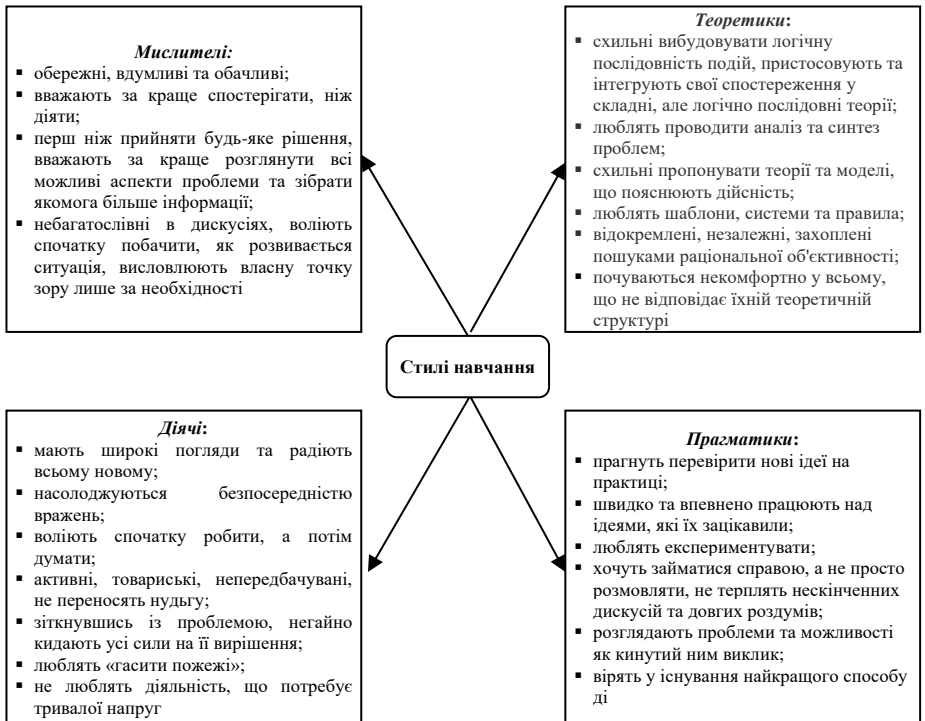 Мислителі:
▪ обережні, вдумливі та обачливі;
▪ вважають за краще спостерігати, ніж
діяти;
▪ перш ніж прийняти будь-яке рішення,
вважають за краще розглянути всі
можливі аспекти проблеми та зібрати
якомога більше інформації;
▪ небагатослівні в дискусіях, воліють
спочатку побачити, як розвивається
ситуація, висловлюють власну точку
зору лише за необхідності
Теоретики:
▪ схильні вибудовувати логічну
послідовність подій, пристосовують та
інтегрують свої спостереження у
складні, але логічно послідовні теорії;
▪ люблять проводити аналіз та синтез
проблем;
▪ схильні пропонувати теорії та моделі,
що пояснюють дійсність;
▪ люблять шаблони, системи та правила;
▪ відокремлені, незалежні, захоплені
пошуками раціональної об'єктивності;
▪ почуваються некомфортно у всьому,
що не відповідає їхній теоретичній
структурі
Стилі навчання
Діячі:
▪ мають широкі погляди та радіють
всьому новому;
▪ насолоджуються безпосередністю
вражень;
▪ воліють спочатку робити, а потім
думати;
▪ активні, товариські, непередбачувані,
не переносять нудьгу;
▪ зіткнувшись із проблемою, негайно
кидають усі сили на її вирішення;
▪ люблять «гасити пожежі»;
▪ не люблять діяльність, що потребує
тривалої напруг
Прагматики:
▪ прагнуть перевірити нові ідеї на
практиці;
▪ швидко та впевнено працюють над
ідеями, які їх зацікавили;
▪ люблять експериментувати;
▪ хочуть займатися справою, а не просто
розмовляти, не терплять нескінченних
дискусій та довгих роздумів;
▪ розглядають проблеми та можливості
як кинутий ним виклик;
▪ вірять у існування найкращого способу
ді